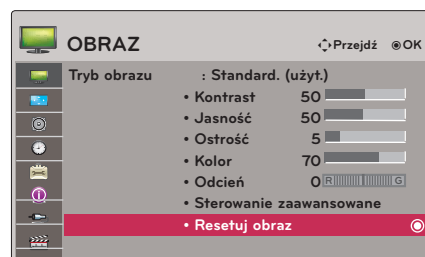 OBRAZ Przejdź OK
Tryb obrazu : Standard. (użyt.)
• Kontrast 50
• Jasność 50
• Ostrość 5
• Kolor 70
• Odcień 0 R G
• Sterowanie zaawansowane
• Resetuj obraz